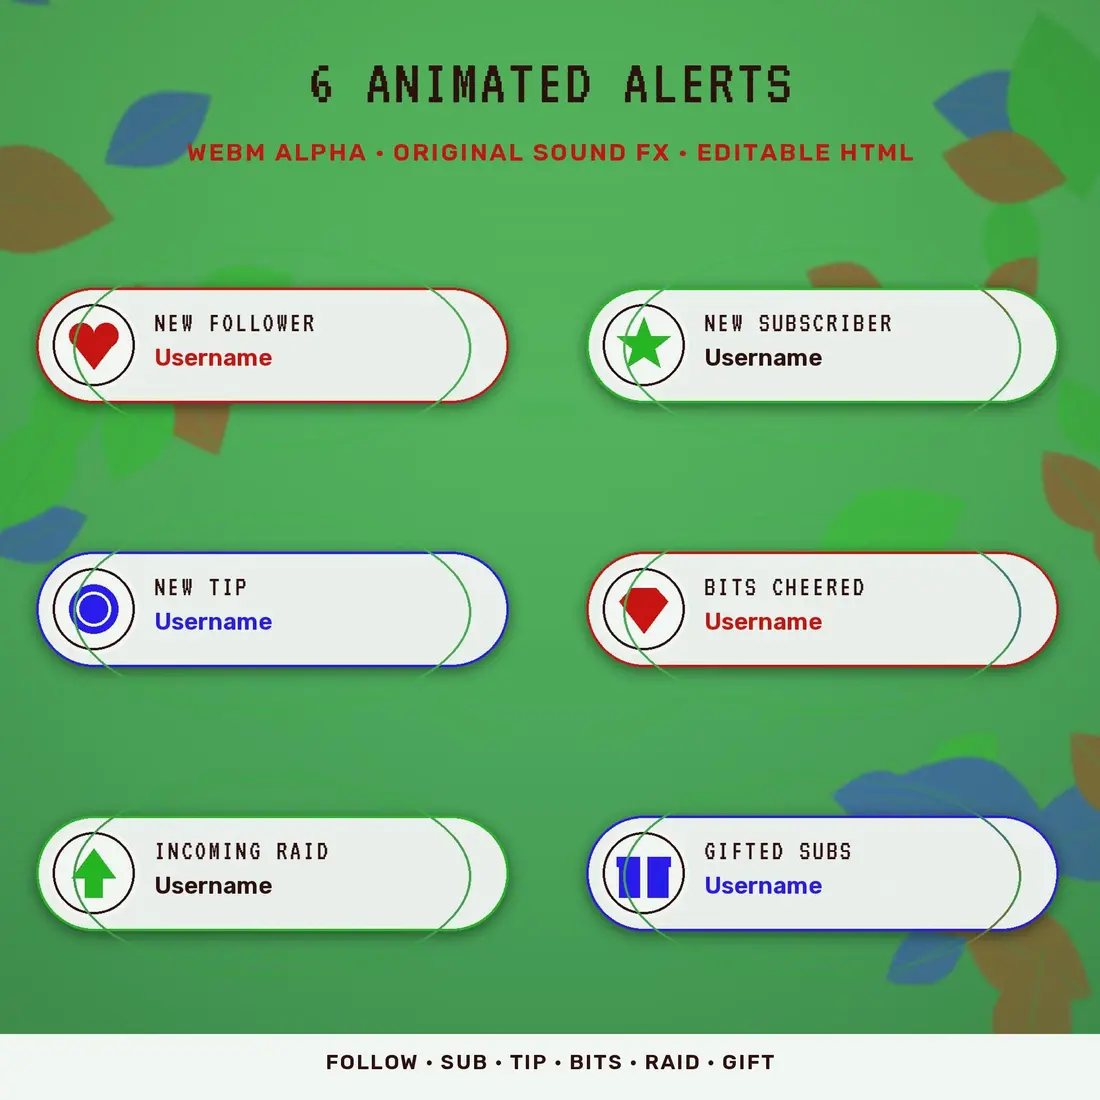 6 ANIMATED ALERTS
WEBM ALPHA • ORIGINAL SOUND FX • EDITABLE HTML
NEW FOLLOWER
Username
NEW SUBSCRIBER
Username
NEW TIP
Username
BITS CHEERED
Username
INCOMING RAID
Username
GIFTED SUBS
Username
FOLLOW • SUB • TIP • BITS • RAID • GIFT